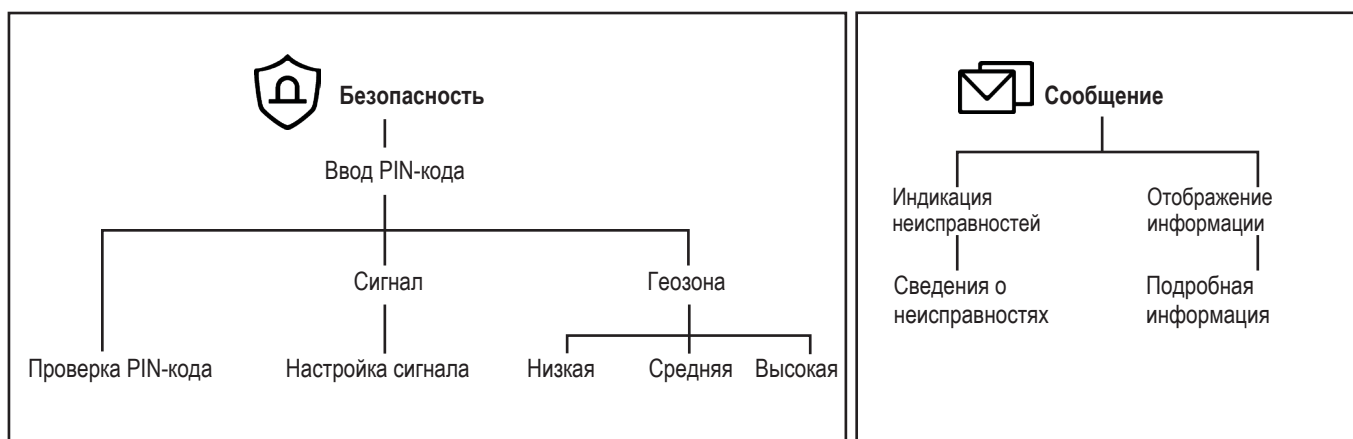 Безопасность
Ввод PIN-кода
Сигнал
Геозона
Проверка PIN-кода
Настройка сигнала
Низкая
Средняя
Высокая
Сообщение
Индикация
неисправностей
Отображение
информации
Сведения о
неисправностях
Подробная
информация